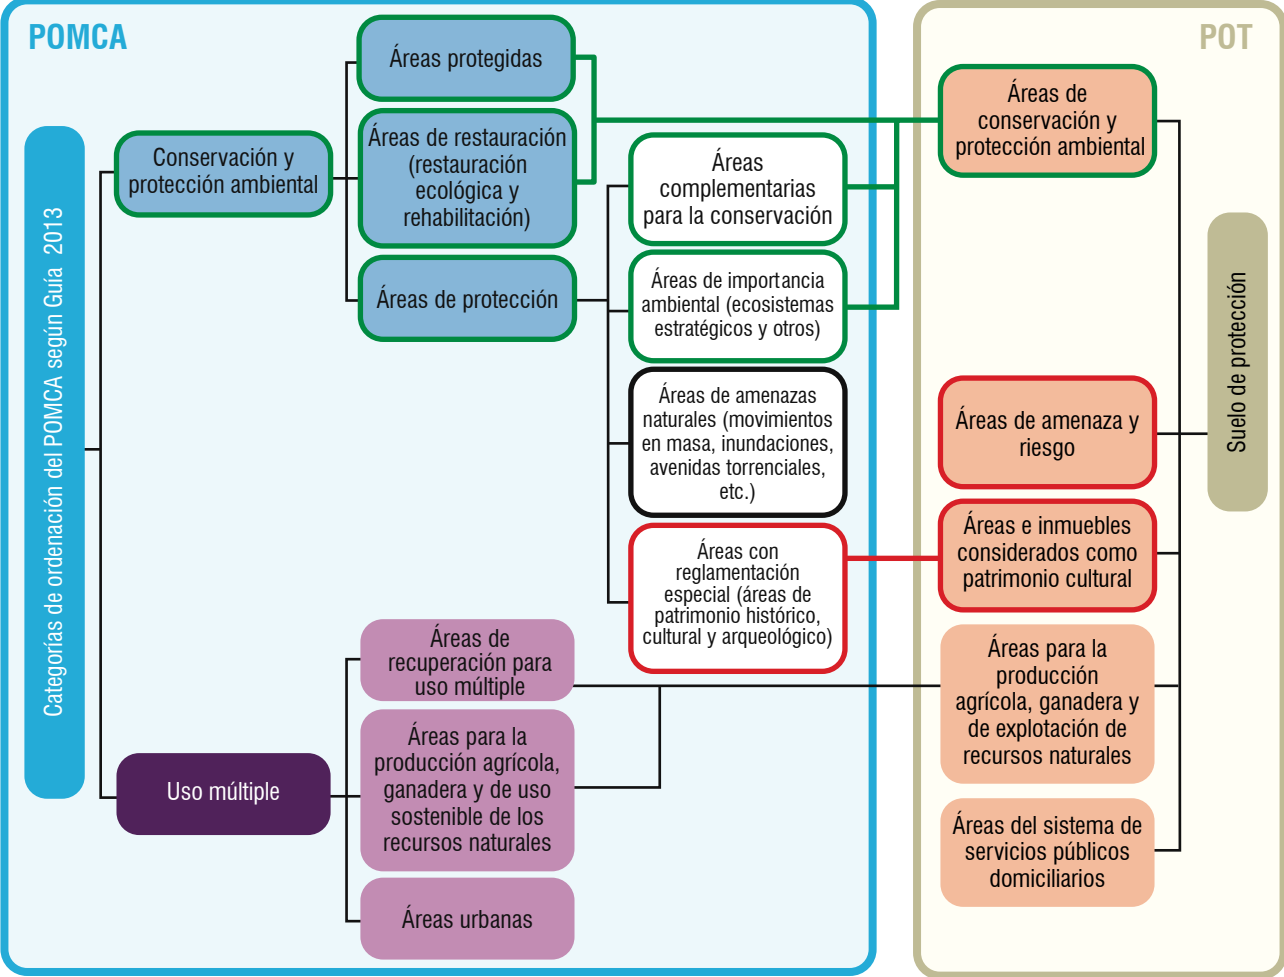 POMCA
Categorías de ordenación del POMCA según Guía 2013
Conservación y
protección ambiental
Uso múltiple
Áreas protegidas
Áreas de restauración
(restauración
ecológica y
rehabilitación)
Áreas de protección
Áreas
complementarias
para la conservación
Áreas de importancia
ambiental (ecosistemas
estratégicos y otros)
Áreas de amenazas
naturales (movimientos
en masa, inundaciones,
avenidas torrenciales,
etc.)
Áreas con
reglamentación
especial (áreas de
patrimonio histórico,
cultural y arqueológico)
Áreas de
recuperación para
uso múltiple
Áreas para la
producción agrícola,
ganadera y de uso
sostenible de los
recursos naturales
Áreas urbanas
POT
Áreas de
conservación y
protección ambiental
Áreas de amenaza y
riesgo
Áreas e inmuebles
considerados como
patrimonio cultural
Áreas para la
producción
agrícola, ganadera y
de explotación de
recursos naturales
Áreas del sistema de
servicios públicos
domiciliarios
Suelo de protección